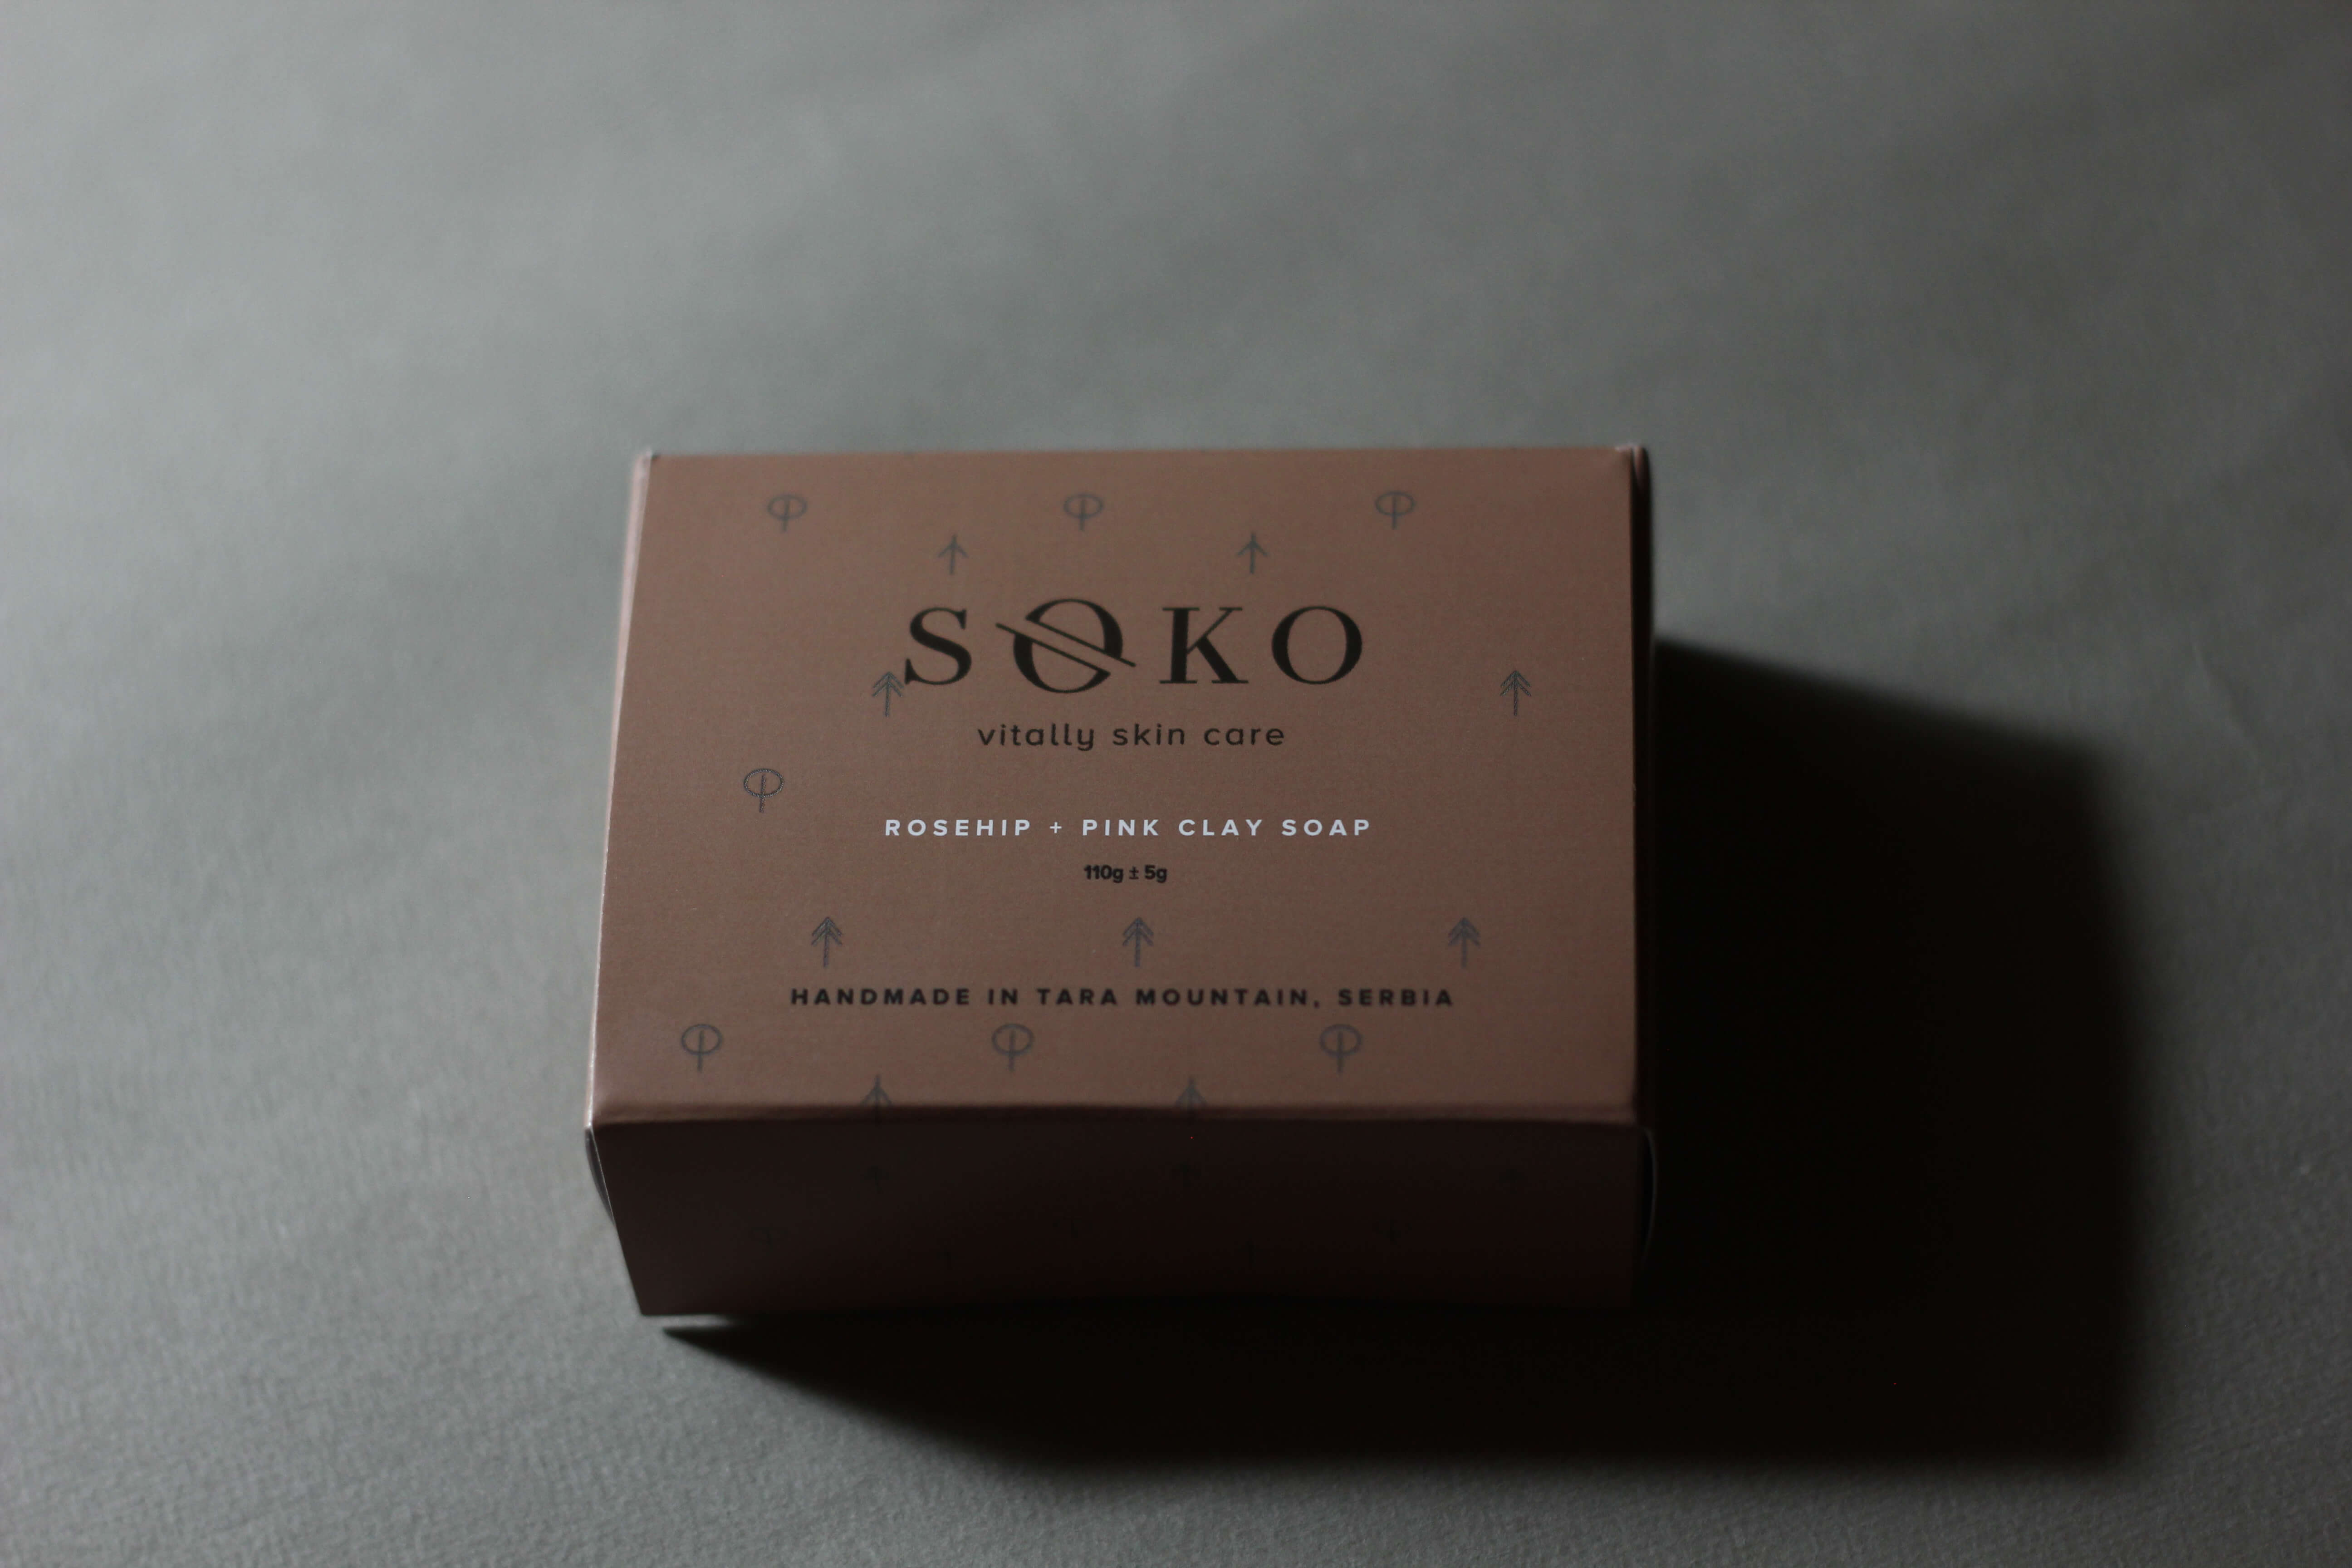 SOKO
vitally skin care
ROSEHIP + PINK CLAY SOAP
110g ± 5g
HANDMADE IN TARA MOUNTAIN, SERBIA